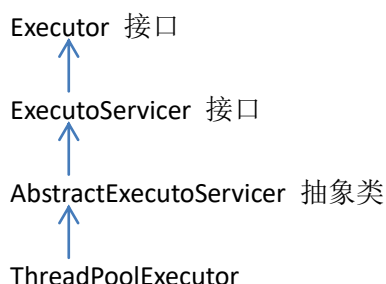 Executor 接口
ExecutoServicer 接口
AbstractExecutoServicer 抽象类
ThreadPoolExecutor